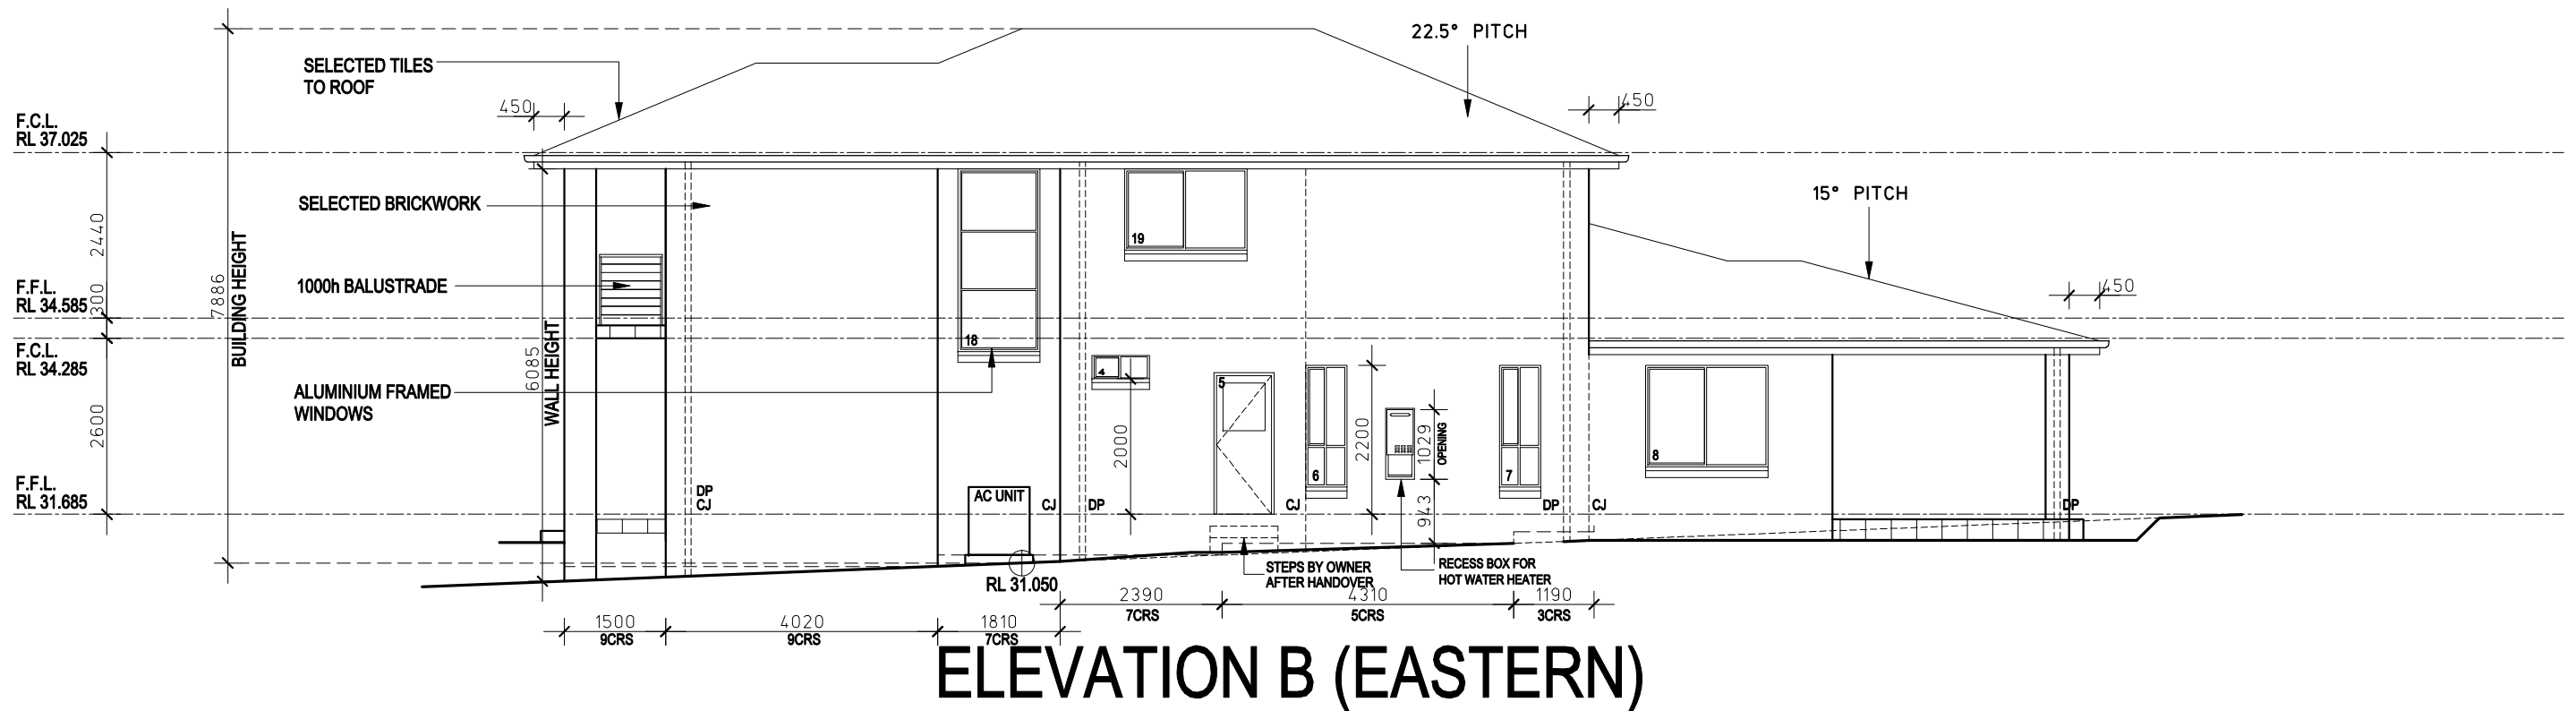 22.5° PITCH
SELECTED TILES
TO ROOF
450
450
F.C.L.
RL 37.025
15° PITCH
SELECTED BRICKWORK
2440
19
BUILDING HEIGHT
7886
1000h BALUSTRADE
450
F.F.L.
RL 34.585
300
18
F.C.L.
RL 34.285
WALL HEIGHT
6085
4
5
ALUMINIUM FRAMED
WINDOWS
2600
2000
2200
1029
OPENING
6
7
8
F.F.L.
RL 31.685
DP
CJ
AC UNIT
CJ
DP
CJ
943
DP
CJ
DP
RL 31.050
STEPS BY OWNER
AFTER HANDOVER
RECESS BOX FOR
HOT WATER HEATER
2390
7CRS
4310
5CRS
1190
3CRS
1500
9CRS
4020
9CRS
1810
7CRS
ELEVATION B (EASTERN)